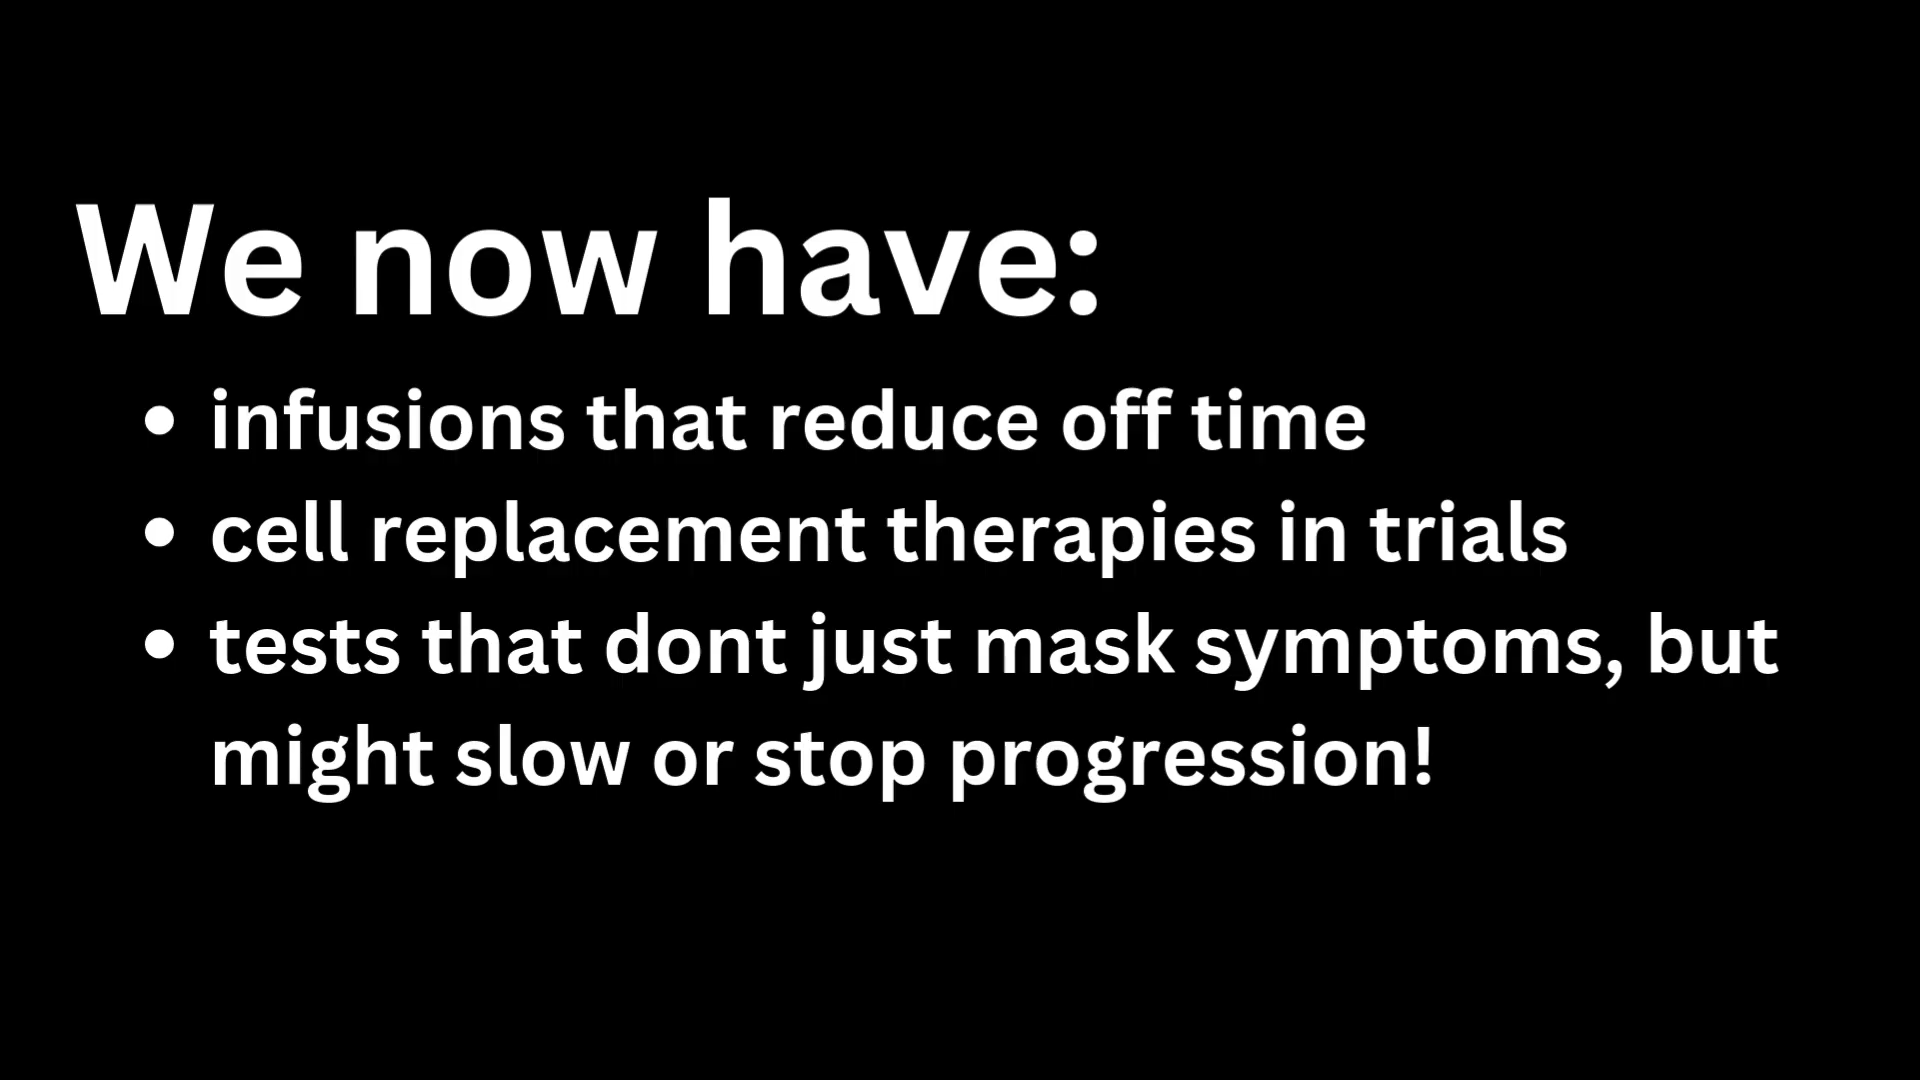 We now have:
• infusions that reduce off time
• cell replacement therapies in trials
• tests that dont just mask symptoms, but
might slow or stop progression!